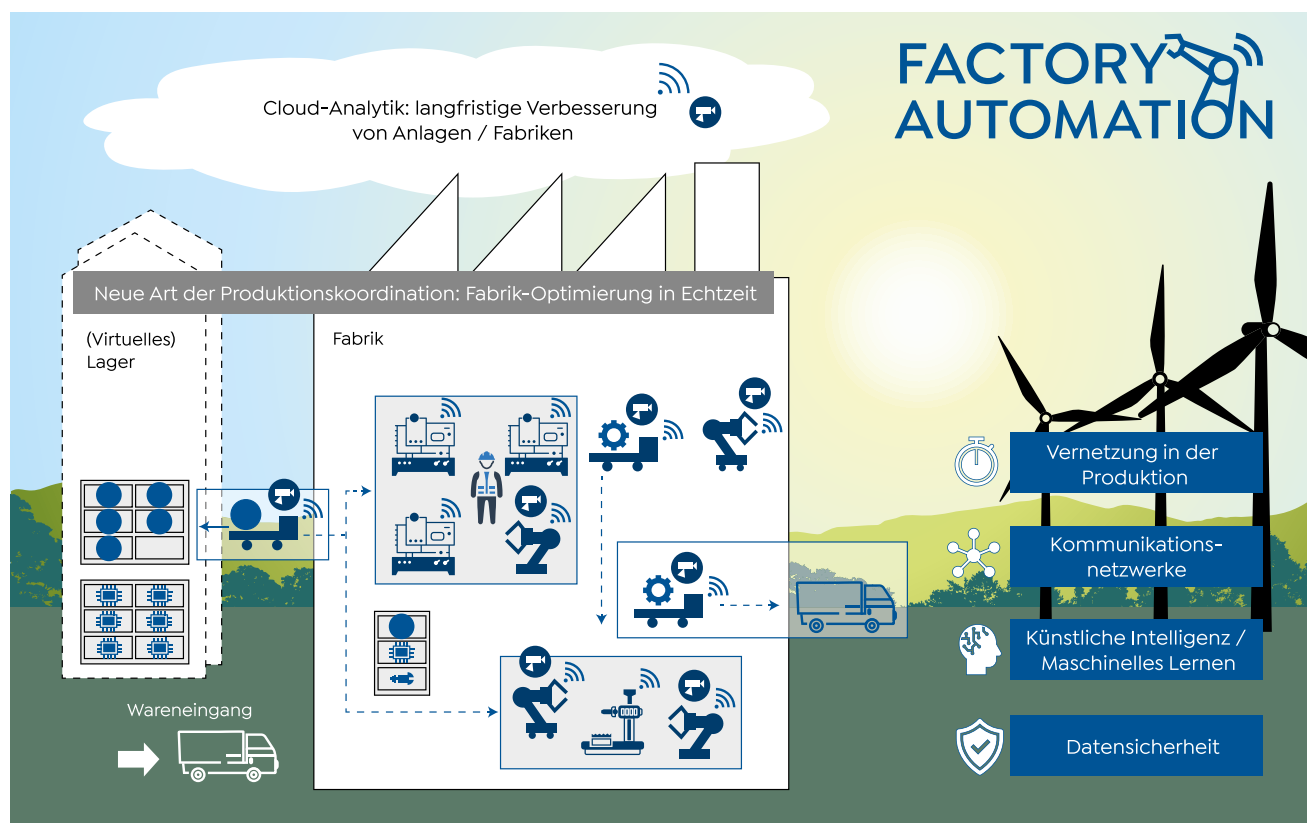 FACTORY
AUTOMATION
Cloud-Analytik: langfristige Verbesserung
von Anlagen / Fabriken
Neue Art der Produktionskoordination: Fabrik-Optimierung in Echtzeit
(Virtuelles)
Lager
Fabrik
Wareneingang
Vernetzung in der
Produktion
Kommunikations-
netzwerke
Künstliche Intelligenz /
Maschinelles Lernen
Datensicherheit